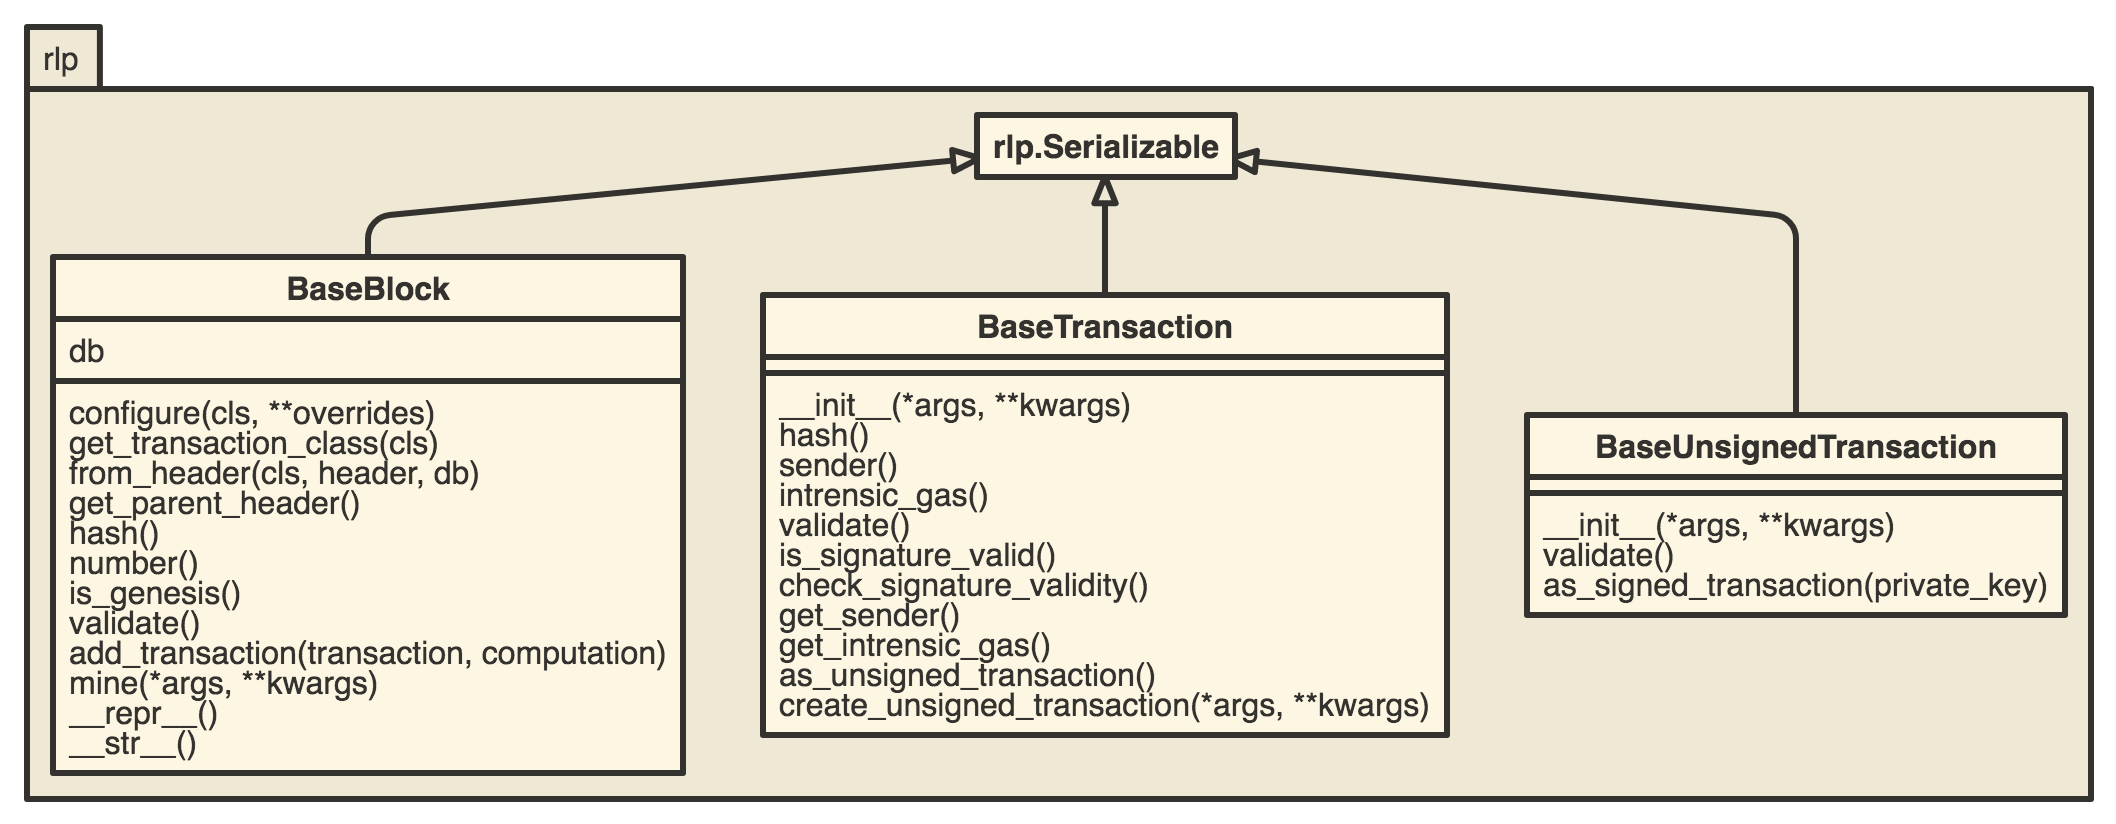 rlp
rlp.Serializable
BaseBlock
db
configure(cls, **overrides)
get_transaction_class(cls)
from_header(cls, header, db)
get_parent_header()
hash()
number()
is_genesis()
validate()
add_transaction(transaction, computation)
mine(*args, **kwargs)
__repr__()
__str__()
BaseTransaction
__init__(*args, **kwargs)
hash()
sender()
intrensic_gas()
validate()
is_signature_valid()
check_signature_validity()
get_sender()
get_intrensic_gas()
as_unsigned_transaction()
create_unsigned_transaction(*args, **kwargs)
BaseUnsignedTransaction
__init__(*args, **kwargs)
validate()
as_signed_transaction(private_key)